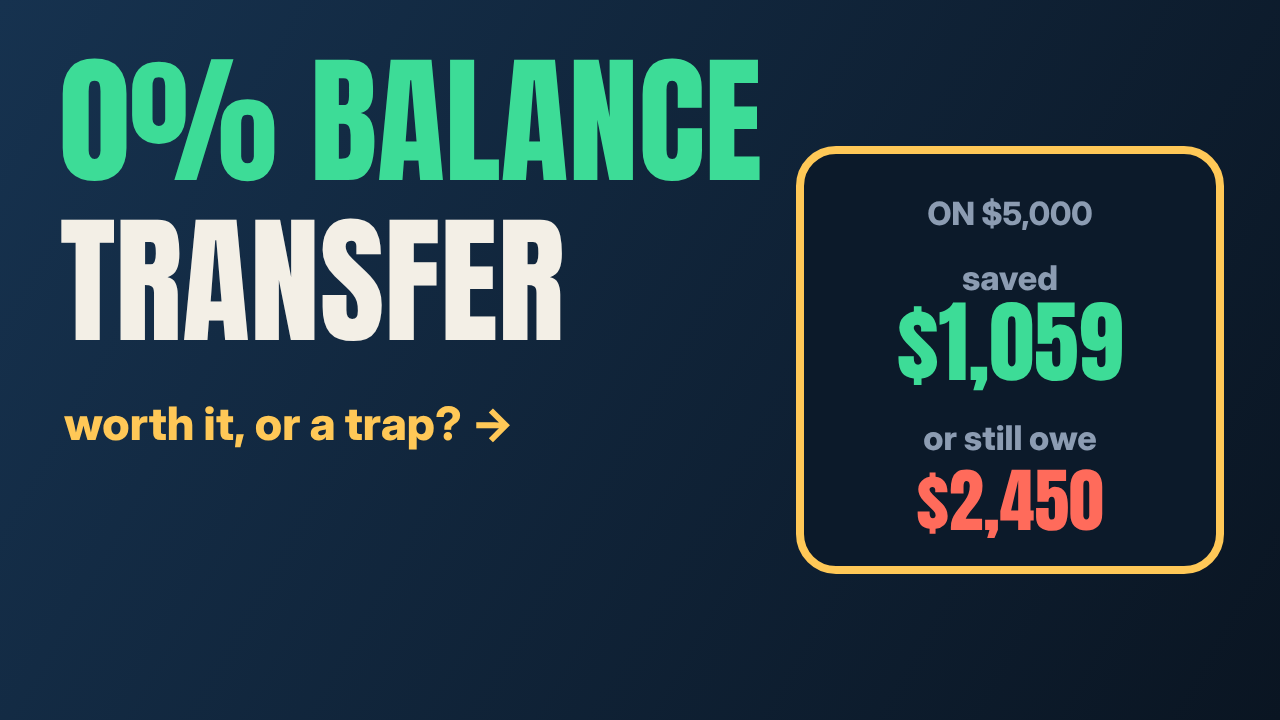 0% BALANCE
TRANSFER
worth it, or a trap? →
ON $5,000
saved
$1,059
or still owe
$2,450